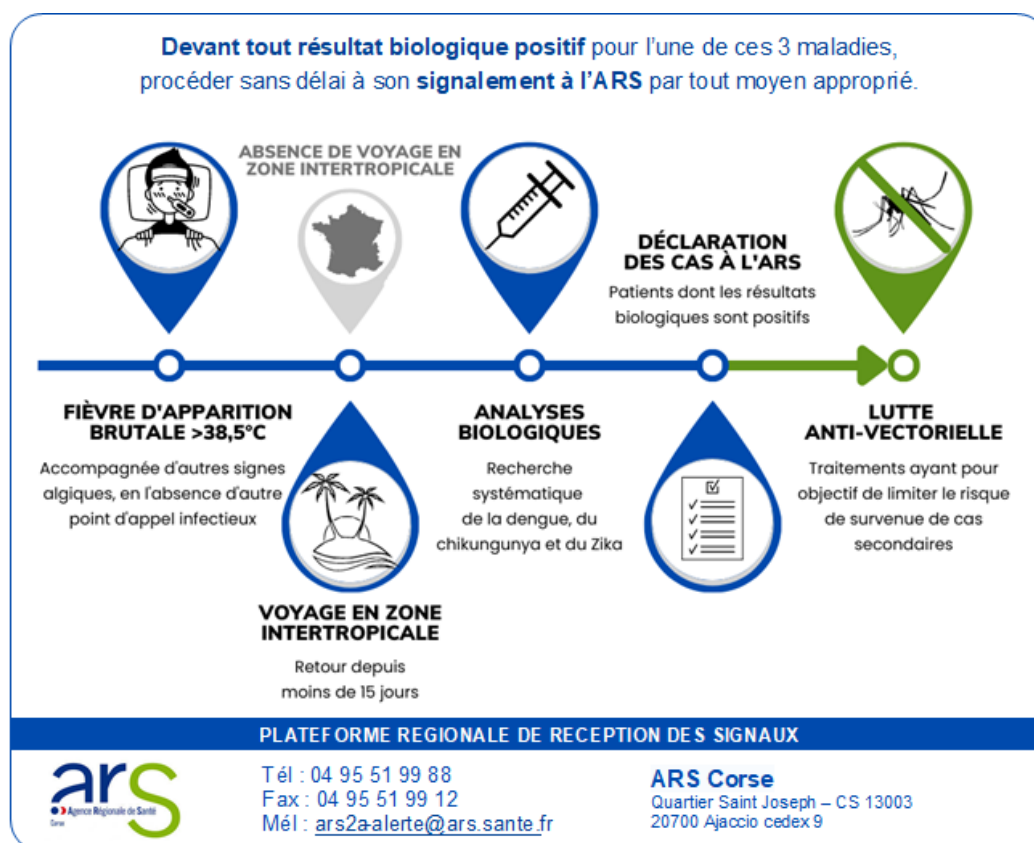 Devant tout résultat biologique positif pour l'une de ces 3 maladies,
procéder sans délai à son signalement à l'ARS par tout moyen approprié.
ABSENCE DE VOYAGE EN
ZONE INTERTROPICALE
DÉCLARATION
DES CAS À L'ARS
Patients dont les résultats
biologiques sont positifs
FIÈVRE D'APPARITION
BRUTALE >38,5°C
Accompagnée d'autres signes
algiques, en l'absence d'autre
point d'appel infectieux
VOYAGE EN ZONE
INTERTROPICALE
Retour depuis
moins de 15 jours
ANALYSES
BIOLOGIQUES
Recherche
systématique
de la dengue, du
chikungunya et du Zika
LUTTE
ANTI-VECTORIELLE
Traitements ayant pour
objectif de limiter le risque
de survenue de cas
secondaires
PLATEFORME REGIONALE DE RECEPTION DES SIGNAUX
ars
Agence Régionale de Santé
Corse
Tél : 04 95 51 99 88
Fax : 04 95 51 99 12
Mél : ars2a-alerte@ars.sante.fr
ARS Corse
Quartier Saint Joseph – CS 13003
20700 Ajaccio cedex 9